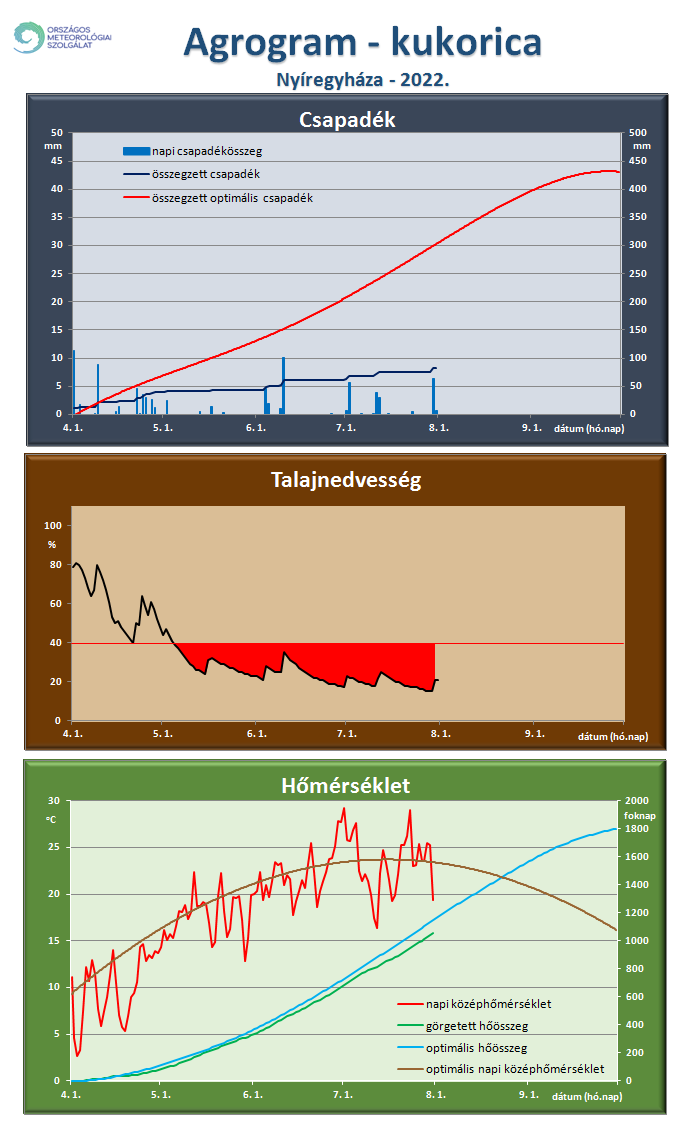 ORSZÁGOS
METEOROLÓGIAI
SZOLGÁLAT
Agrogram - kukorica
Nyíregyháza - 2022.
Csapadék
50 500
mm mm
napi csapadékösszeg
45 450
összegzett csapadék
40 400
összegzett optimális csapadék
35 350
30 300
25 250
20 200
15 150
10 100
5 50
0 0
4. 1. 5. 1. 6. 1. 7. 1. 8. 1. 9. 1. dátum (hó.nap)
Talajnedvesség
100
%
80
60
40
20
0
4. 1. 5. 1. 6. 1. 7. 1. 8. 1. 9. 1. dátum (hó.nap)
Hőmérséklet
30 2000
°C foknap
1800
25 1600
20 1400
1200
15 1000
10 800
600
napi középhőmérséklet
görgetett hőösszeg
5 400
optimális hőösszeg
200
optimális napi középhőmérséklet
0 0
4. 1. 5. 1. 6. 1. 7. 1. 8. 1. 9. 1. dátum (hó.nap)